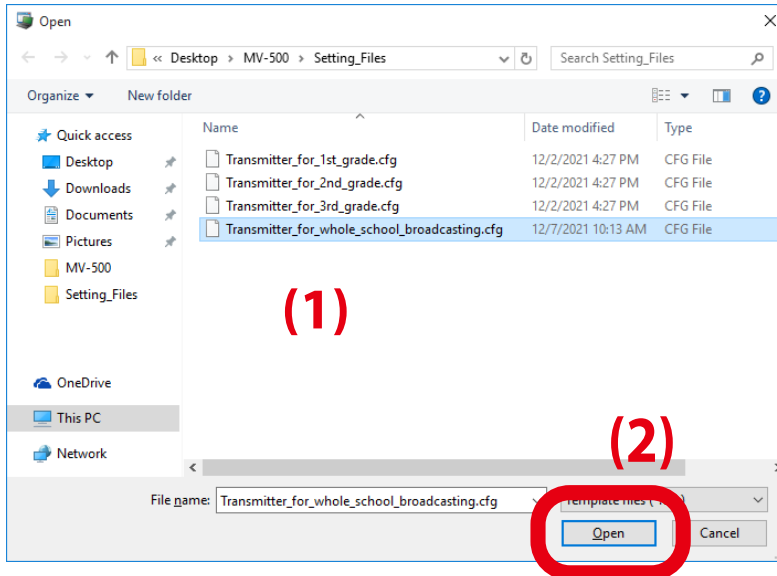 Open
« Desktop > MV-500 > Setting_Files
Search Setting_Files
Organize
New folder
Name
Date modified
Type
Quick access
Desktop
Downloads
Documents
Pictures
MV-500
Setting_Files
OneDrive
This PC
Network
Transmitter_for_1st_grade.cfg 12/2/2021 4:27 PM CFG File
Transmitter_for_2nd_grade.cfg 12/2/2021 4:27 PM CFG File
Transmitter_for_3rd_grade.cfg 12/2/2021 4:27 PM CFG File
Transmitter_for_whole_school_broadcasting.cfg 12/7/2021 10:13 AM CFG File
(1)
(2)
File name: Transmitter_for_whole_school_broadcasting.cfg
Template files (
Open
Cancel